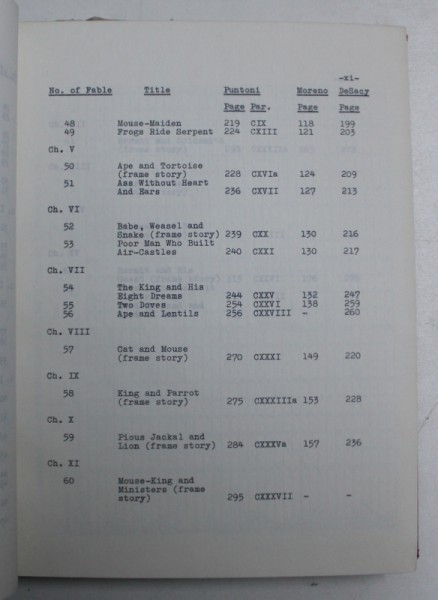 -xi-
No. of Fable Title Puntoni Moreno DeSacy
Page Par. Page Page
48 Mouse-Maiden 219 CIX 118 199
49 Frogs Ride Serpent 224 CXIII 121 203
Ch. V
50 Ape and Tortoise
(frame story) 228 CXVIa 124 209
51 Ass Without Heart
And Ears 236 CXVII 127 213
Ch. VI
52 Babe, Weasel and
Snake (frame story) 239 CXX 130 216
53 Poor Man Who Built
Air-Castles 240 CXXI 130 217
Ch. VII
54 The King and His
Eight Dreams 244 CXXV 132 247
55 Two Doves 254 CXXVI 138 259
56 Ape and Lentils 256 CXXVIII - 260
Ch. VIII
57 Cat and Mouse
(frame story) 270 CXXXI 149 220
Ch. IX
58 King and Parrot
(frame story) 275 CXXXIIIa 153 228
Ch. X
59 Pious Jackal and
Lion (frame story) 284 CXXXVa 157 236
Ch. XI
60 Mouse-King and
Ministers (frame
story) 295 CXXXVII - -